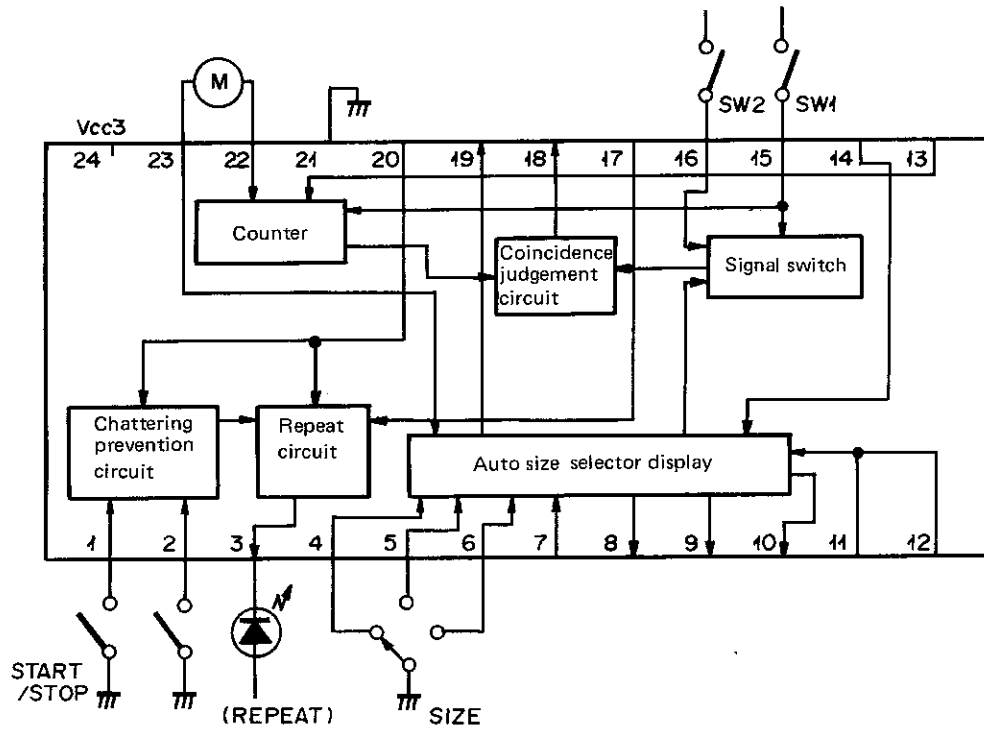 SW2
SW1
M
Vcc3
24
23
22
21
20
19
18
17
16
15
14
13
Counter
Coincidence
judgement
circuit
Signal switch
Chattering
prevention
circuit
Repeat
circuit
Auto size selector display
1
2
3
4
5
6
7
8
9
10
11
12
START
/STOP
(REPEAT)
SIZE